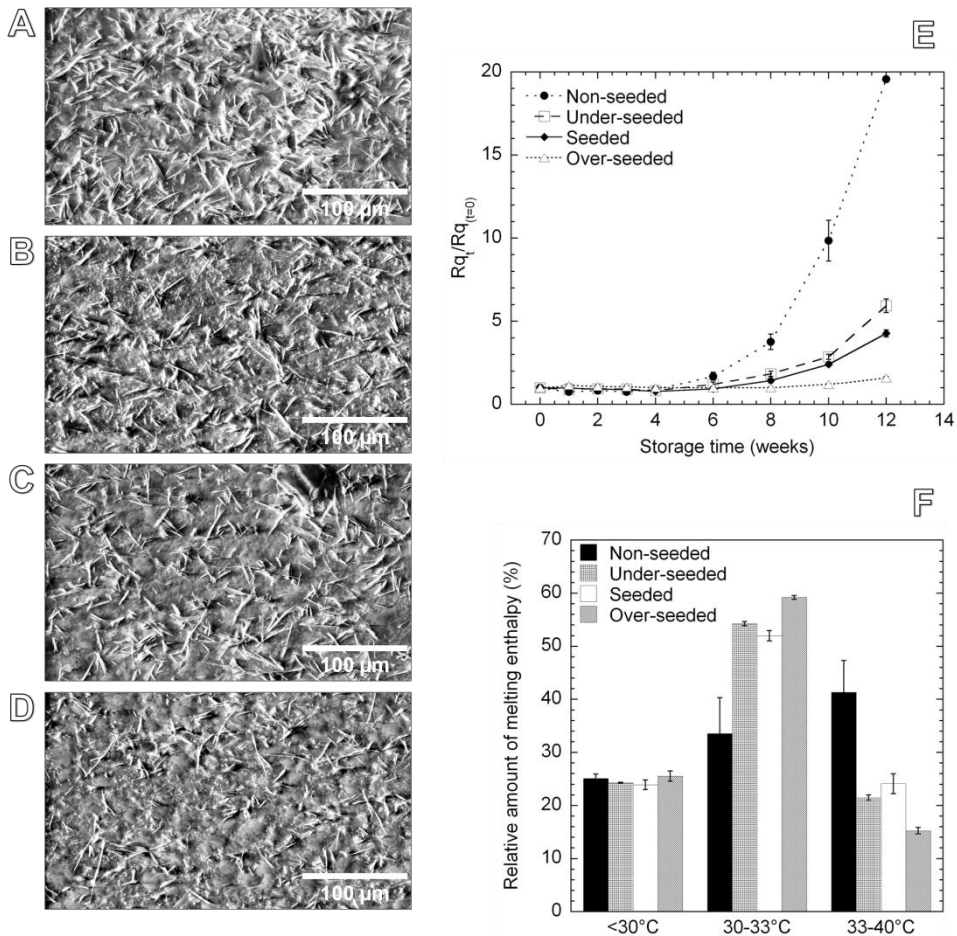 A
100 µm
B
100 µm
C
100 µm
D
100 µm
E
20
15
10
5
0
Rqt/Rq(t=0)
Non-seeded
Under-seeded
Seeded
Over-seeded
0 2 4 6 8 10 12 14
Storage time (weeks)
F
70
60
50
40
30
20
10
0
Relative amount of melting enthalpy (%)
Non-seeded
Under-seeded
Seeded
Over-seeded
<30°C 30-33°C 33-40°C